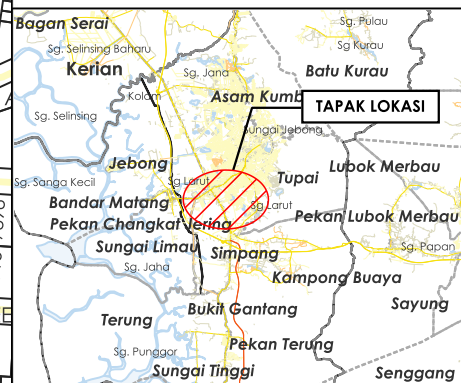 Bagan Serai
Sg. Pulau
Sg. Selinsing Baharu
Sg Kurau
Kerian
Sg. Jana
Batu Kurau
Kolam
Asam Kumb
TAPAK LOKASI
Sg. Selinsing
Sungai Jebong
Jebong
Lubok Merbau
Sg. Sanga Kecil
Sg Larut
Tupai
Bandar Matang
Sg Larut
Pekan Lubok Merbau
Pekan Changkat Jering
Sungai Limau
Simpang
Sg. Papan
Sg. Jaha
Kampong Buaya
Bukit Gantang
Sayung
Terung
Pekan Terung
Sg. Punggor
Sungai Tinggi
Senggang